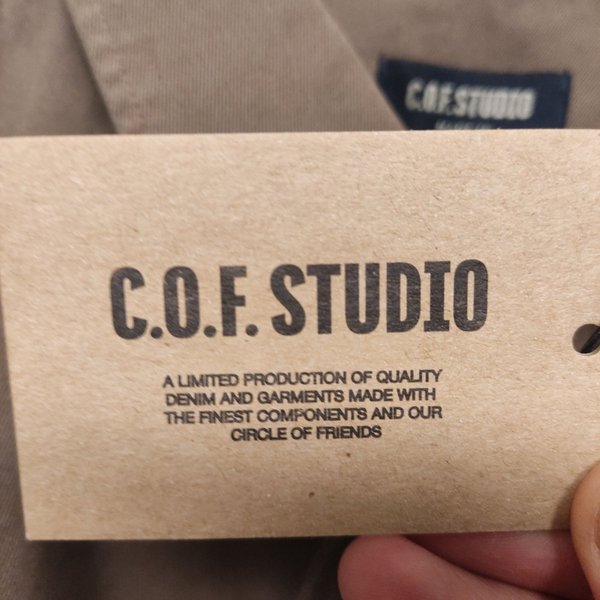 C.O.F. STUDIO
C.O.F. STUDIO
A LIMITED PRODUCTION OF QUALITY
DENIM AND GARMENTS MADE WITH
THE FINEST COMPONENTS AND OUR
CIRCLE OF FRIENDS